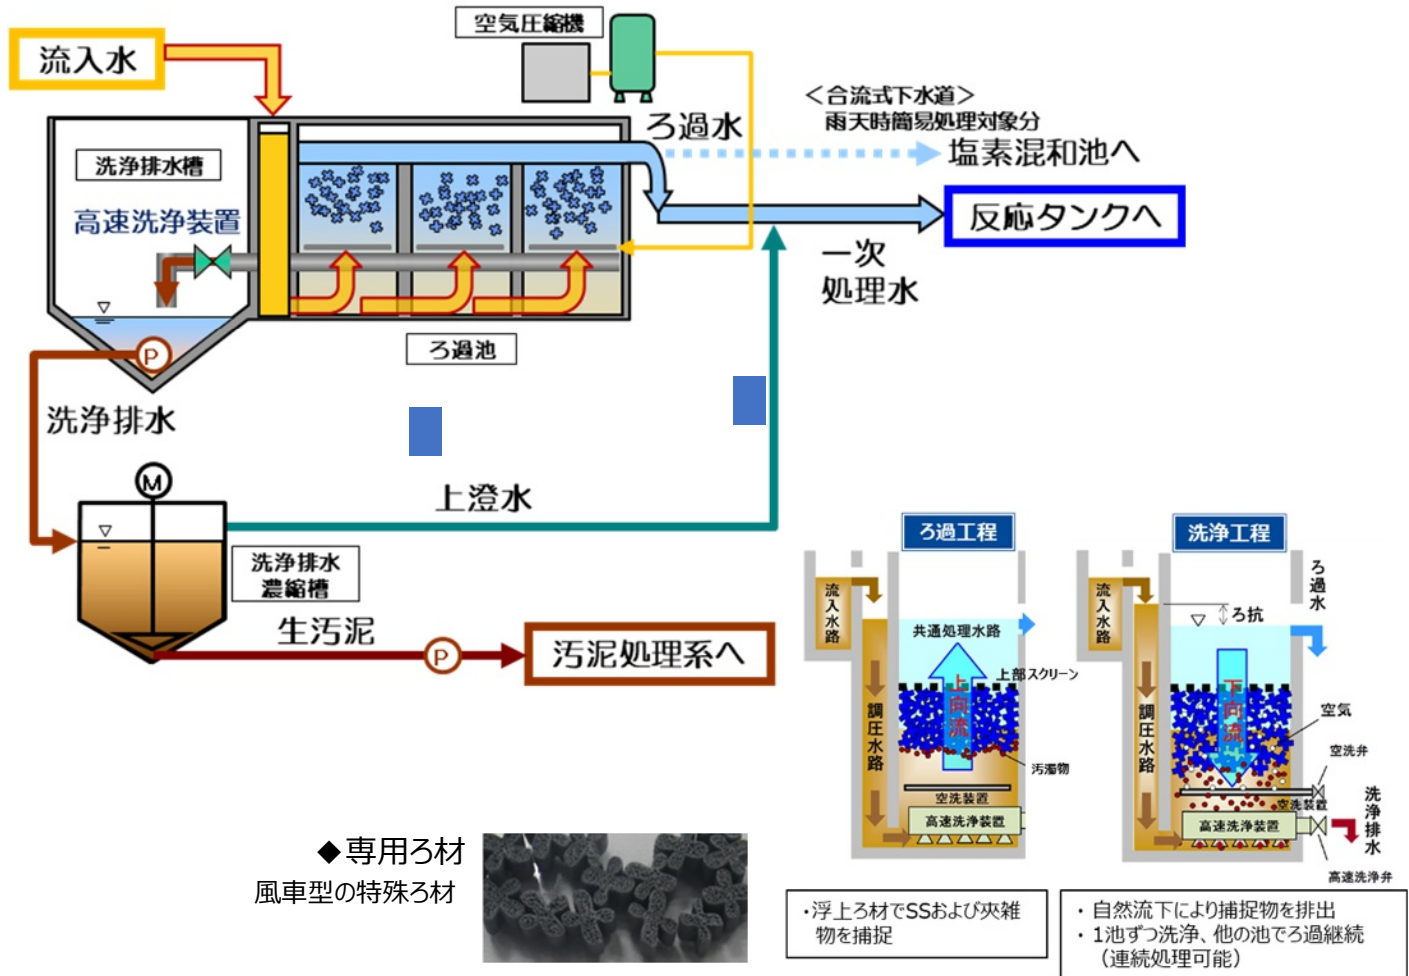 空気圧縮機
流入水
<合流式下水道>
雨天時簡易処理対象分
ろ過水
塩素混和池へ
洗浄排水槽
高速洗浄装置
反応タンクへ
一次
処理水
ろ過池
P
洗浄排水
M
上澄水
洗浄排水
濃縮槽
生汚泥
P
汚泥処理系へ
ろ過工程
流入水路
共通処理水路
上部スクリーン
上向流
調圧水路
汚濁物
空洗装置
高速洗浄装置
・浮上ろ材でSSおよび夾雑
物を捕捉
洗浄工程
流入水路
ろ過水
ろ抗
下向流
調圧水路
空気
空洗弁
空洗装置
高速洗浄装置
洗浄排水
高速洗浄弁
・ 自然流下により捕捉物を排出
・ 1池ずつ洗浄、他の池でろ過継続
（連続処理可能）
◆専用ろ材
風車型の特殊ろ材